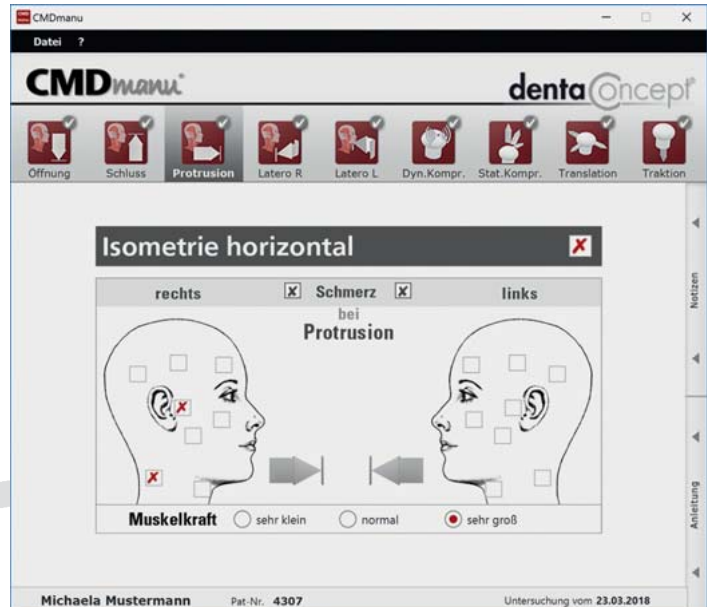 CMDmanu
Datei ?
CMDmanu®
dentaConcept®
Öffnung Schluss Protrusion Latero R Latero L Dyn.Kompr. Stat.Kompr. Translation Traktion
Isometrie horizontal
rechts Schmerz links
bei
Protrusion
Notizen
Anleitung
Muskelkraft sehr klein normal sehr groß
Michaela Mustermann Pat-Nr. 4307 Untersuchung vom 23.03.2018